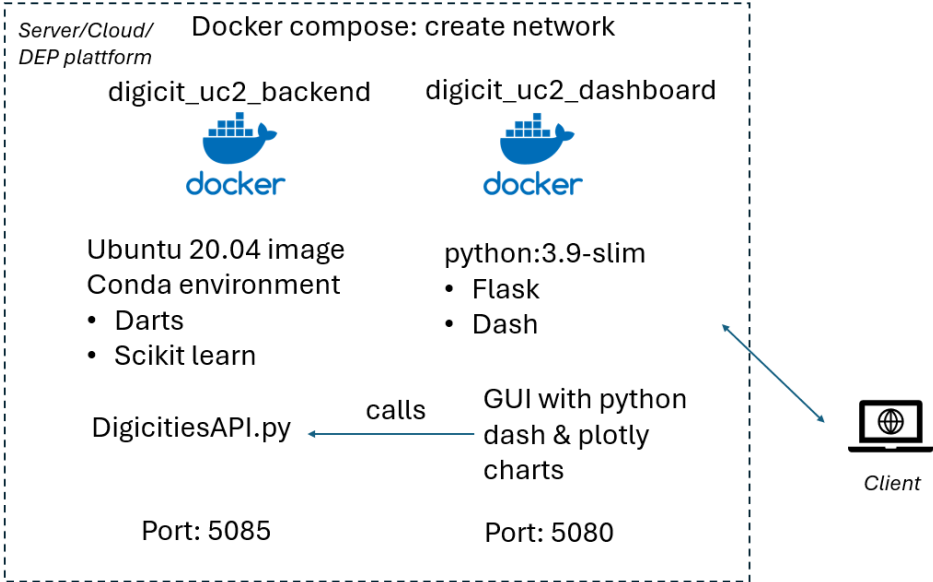 Server/Cloud/
DEP plattform
Docker compose: create network
digicit_uc2_backend
digicit_uc2_dashboard
docker
docker
Ubuntu 20.04 image
Conda environment
• Darts
• Scikit learn
python:3.9-slim
• Flask
• Dash
DigicitiesAPI.py
calls
GUI with python
dash & plotly
charts
Client
Port: 5085
Port: 5080